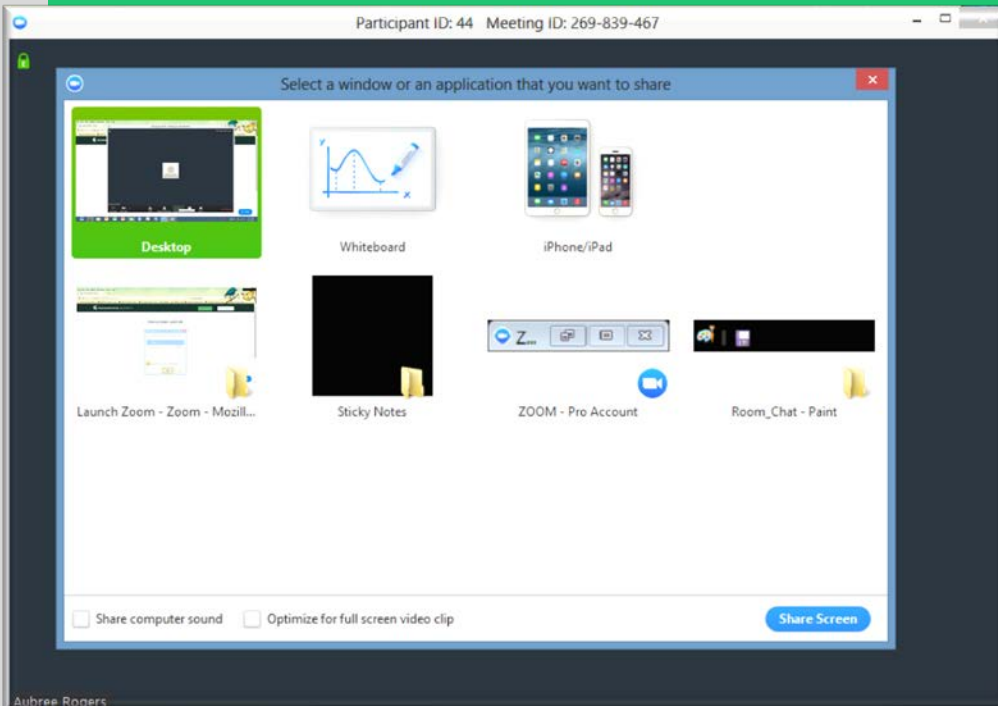 Participant ID: 44 Meeting ID: 269-839-467
Select a window or an application that you want to share
Desktop
Whiteboard
iPhone/iPad
Launch Zoom - Zoom - Mozill...
Sticky Notes
ZOOM - Pro Account
Room_Chat - Paint
Share computer sound
Optimize for full screen video clip
Share Screen
Aubree Rogers